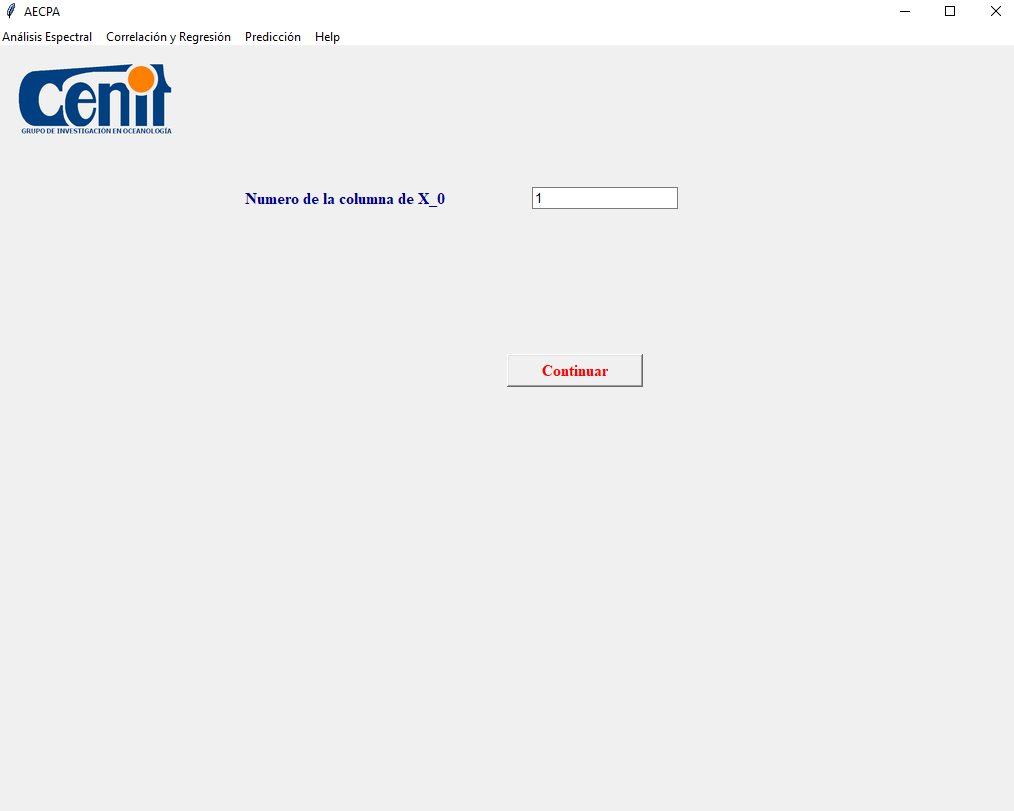 AECPA
Análisis Espectral Correlación y Regresión Predicción Help
Cenit
GRUPO DE INVESTIGACIÓN EN OCEANOLOGÍA
Numero de la columna de X_0 1
Continuar